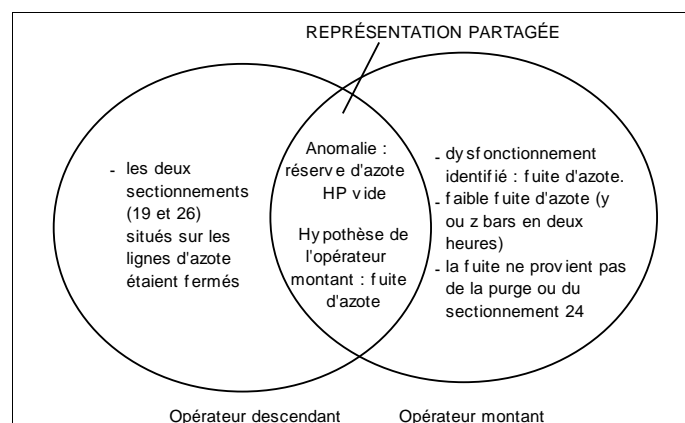 REPRÉSENTATION PARTAGÉE
- les deux
sectionnements
(19 et 26)
situés sur les
lignes d'azote
étaient fermés
Anomalie :
réserve d'azote
HP vide
Hypothèse de
l'opérateur
montant : fuite
d'azote
- dysfonctionnement
identifié : fuite d'azote.
- faible fuite d'azote (y
ou z bars en deux
heures)
- la fuite ne provient pas
de la purge ou du
sectionnement 24
Opérateur descendant
Opérateur montant